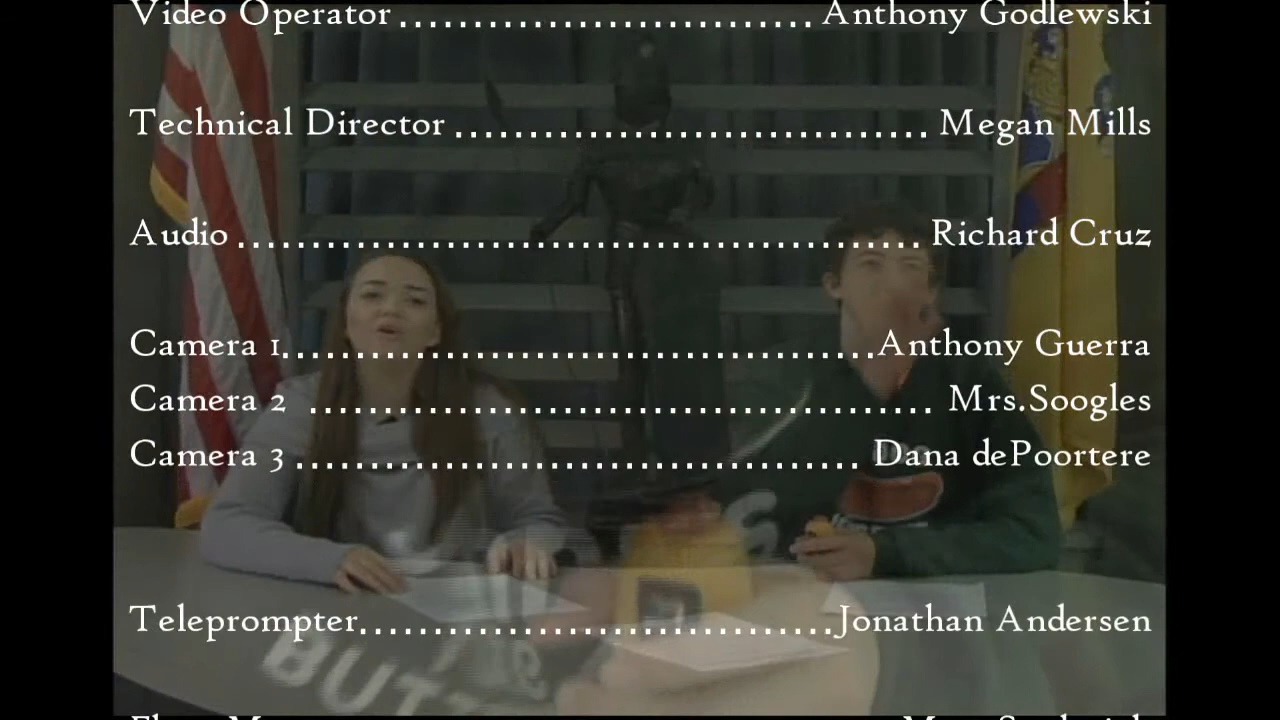 Video Operator ............................ Anthony Godlewski
Technical Director ................................ Megan Mills
Audio .............................................. Richard Cruz
Camera 1........................................Anthony Guerra
Camera 2 .......................................... Mrs.Soogles
Camera 3 ...................................... Dana dePoortere
Teleprompter................................Jonathan Andersen
BUT